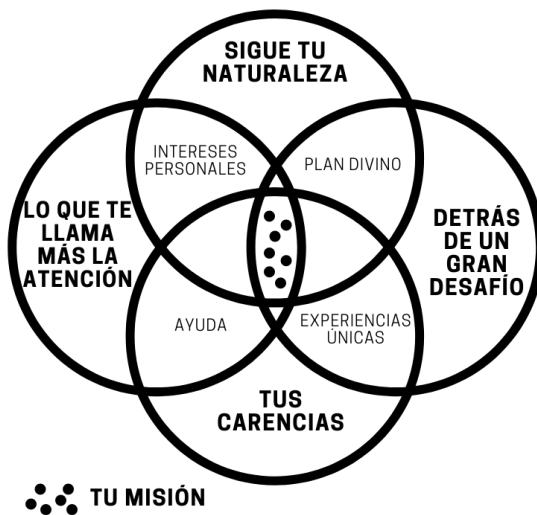 SIGUE TU
NATURALEZA
INTERESES
PERSONALES
PLAN DIVINO
LO QUE TE
LLAMA
MÁS LA
ATENCIÓN
DETRÁS
DE UN
GRAN
DESAFÍO
AYUDA
EXPERIENCIAS
ÚNICAS
TUS
CARENCIAS
TU MISIÓN